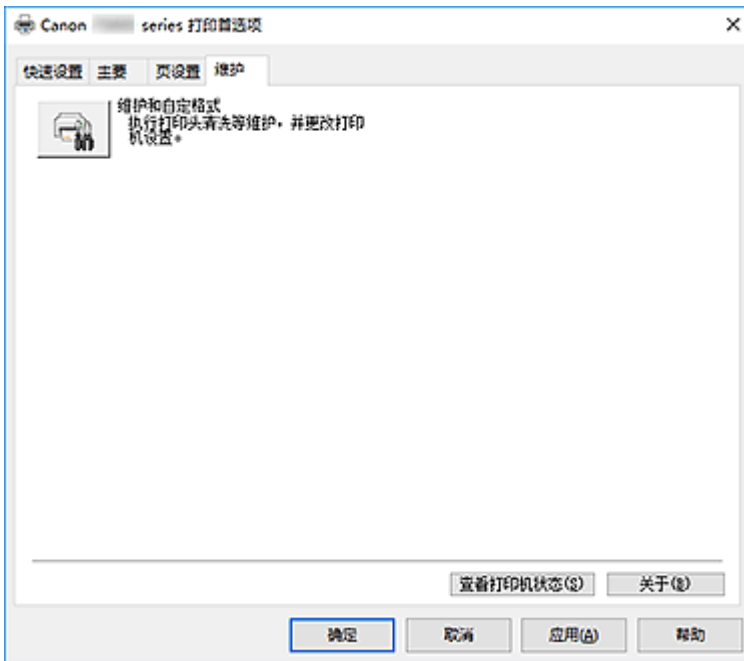 Canon series 打印首选项
快速设置 主要 页设置 维护
维护和自定格式
执行打印头清洗等维护，并更改打印
机设置。
查看打印机状态(S) 关于(B)
确定 取消 应用(A) 帮助